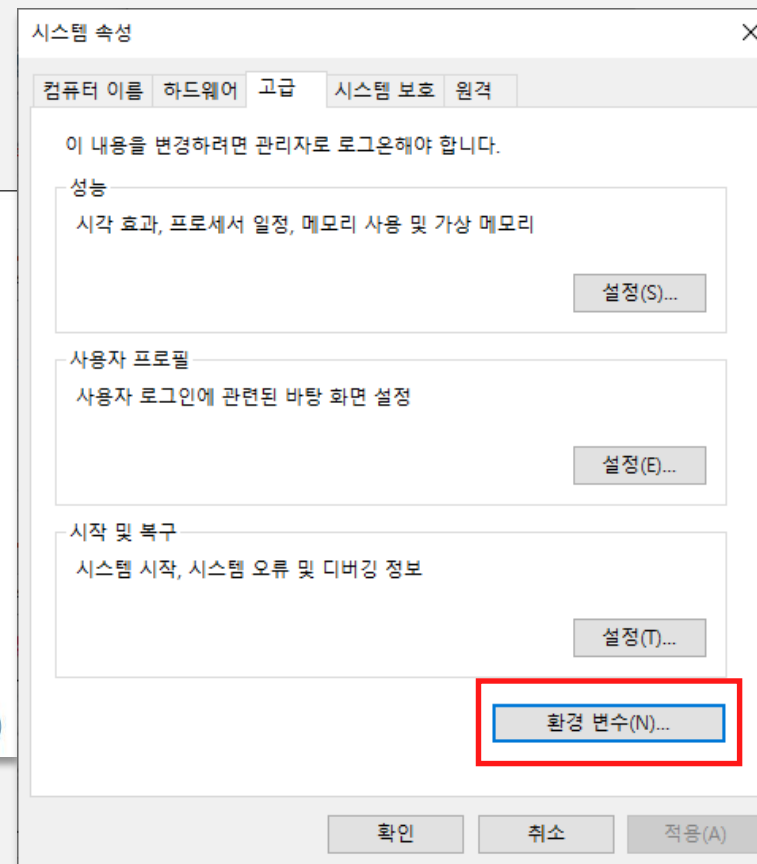 시스템 속성
컴퓨터 이름 하드웨어 고급 시스템 보호 원격
이 내용을 변경하려면 관리자로 로그온해야 합니다.
성능
시각 효과, 프로세서 일정, 메모리 사용 및 가상 메모리
설정(S)...
사용자 프로필
사용자 로그인에 관련된 바탕 화면 설정
설정(E)...
시작 및 복구
시스템 시작, 시스템 오류 및 디버깅 정보
설정(T)...
환경 변수(N)...
확인 취소 적용(A)